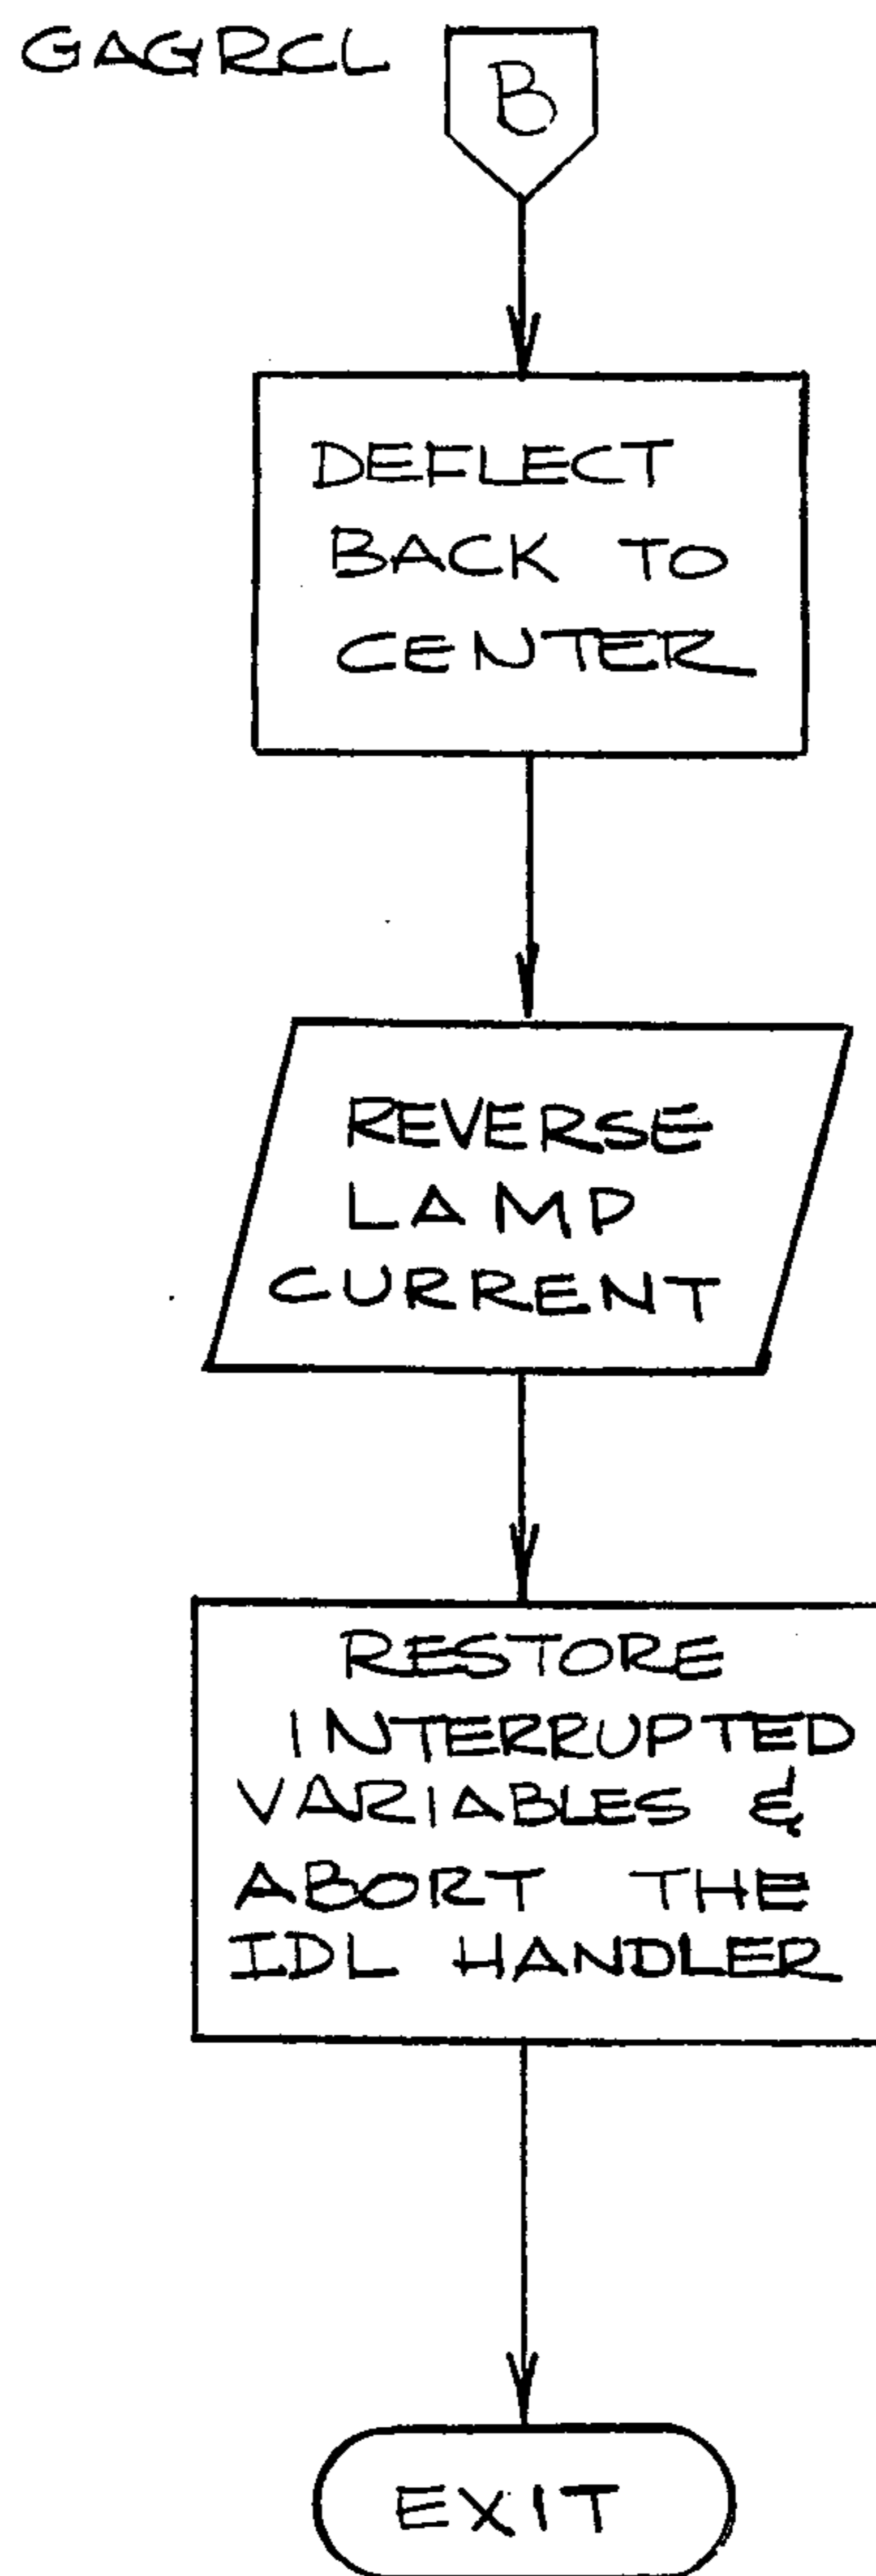 GAGRCL
B
DEFLECT
BACK TO
CENTER
REVERSE
LAMP
CURRENT
RESTORE
INTERRUPTED
VARIABLES &
ABORT THE
IDL HANDLER
EXIT